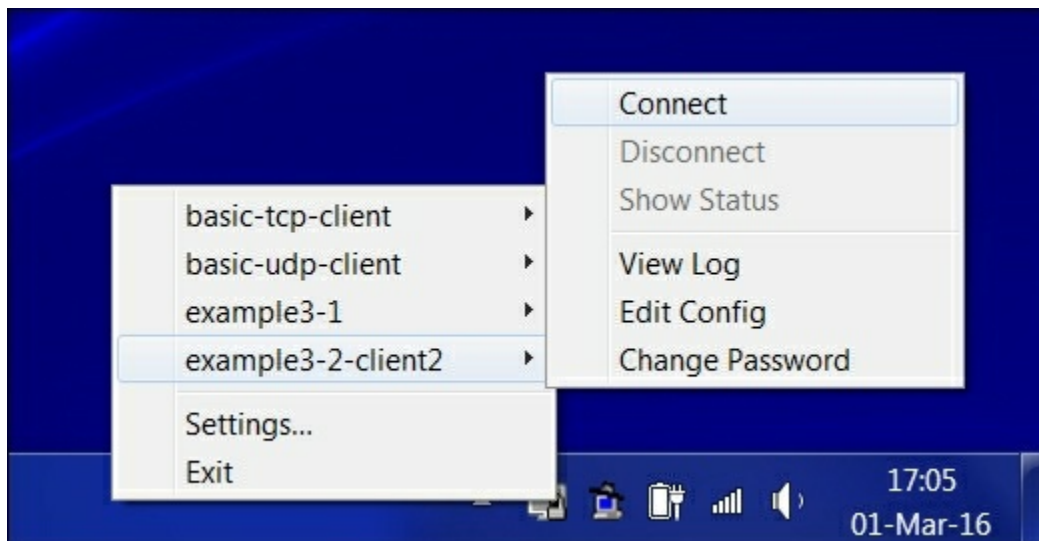 basic-tcp-client
basic-udp-client
example3-1
example3-2-client2
Settings...
Exit
Connect
Disconnect
Show Status
View Log
Edit Config
Change Password
17:05
01-Mar-16